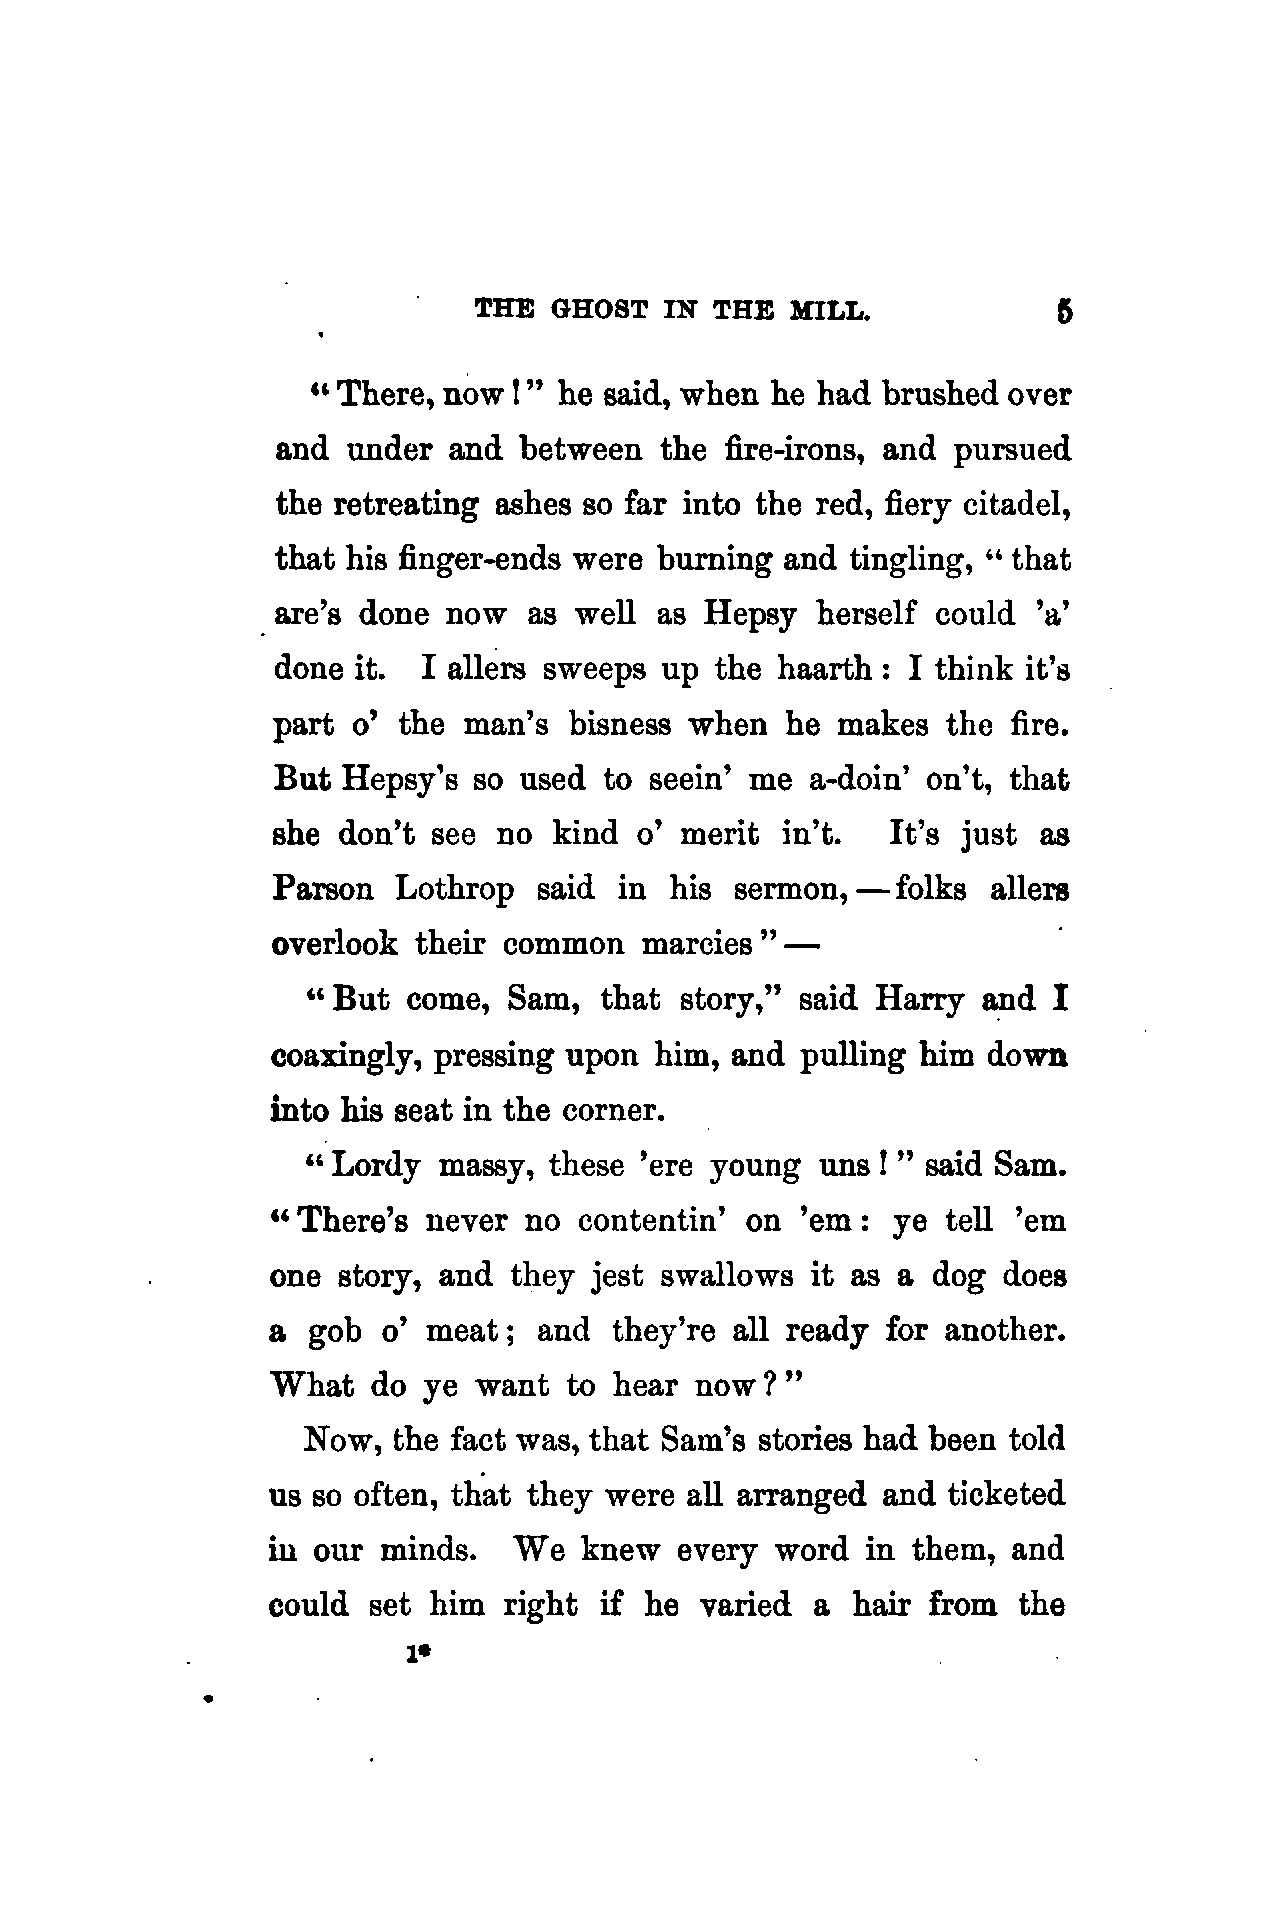 THE GHOST IN THE MILL. 5
“There, now!” he said, when he had brushed over
and under and between the fire-irons, and pursued
the retreating ashes so far into the red, fiery citadel,
that his finger-ends were burning and tingling, “that
are’s done now as well as Hepsy herself could ’a’
done it. I allers sweeps up the haarth: I think it’s
part o’ the man’s bisness when he makes the fire.
But Hepsy’s so used to seein’ me a-doin’ on’t, that
she don’t see no kind o’ merit in’t. It’s just as
Parson Lothrop said in his sermon,—folks allers
overlook their common marcies”—
“But come, Sam, that story,” said Harry and I
coaxingly, pressing upon him, and pulling him down
into his seat in the corner.
“Lordy massy, these ’ere young uns!” said Sam.
“There’s never no contentin’ on ’em: ye tell ’em
one story, and they jest swallows it as a dog does
a gob o’ meat; and they’re all ready for another.
What do ye want to hear now?”
Now, the fact was, that Sam’s stories had been told
us so often, that they were all arranged and ticketed
in our minds. We knew every word in them, and
could set him right if he varied a hair from the
1*